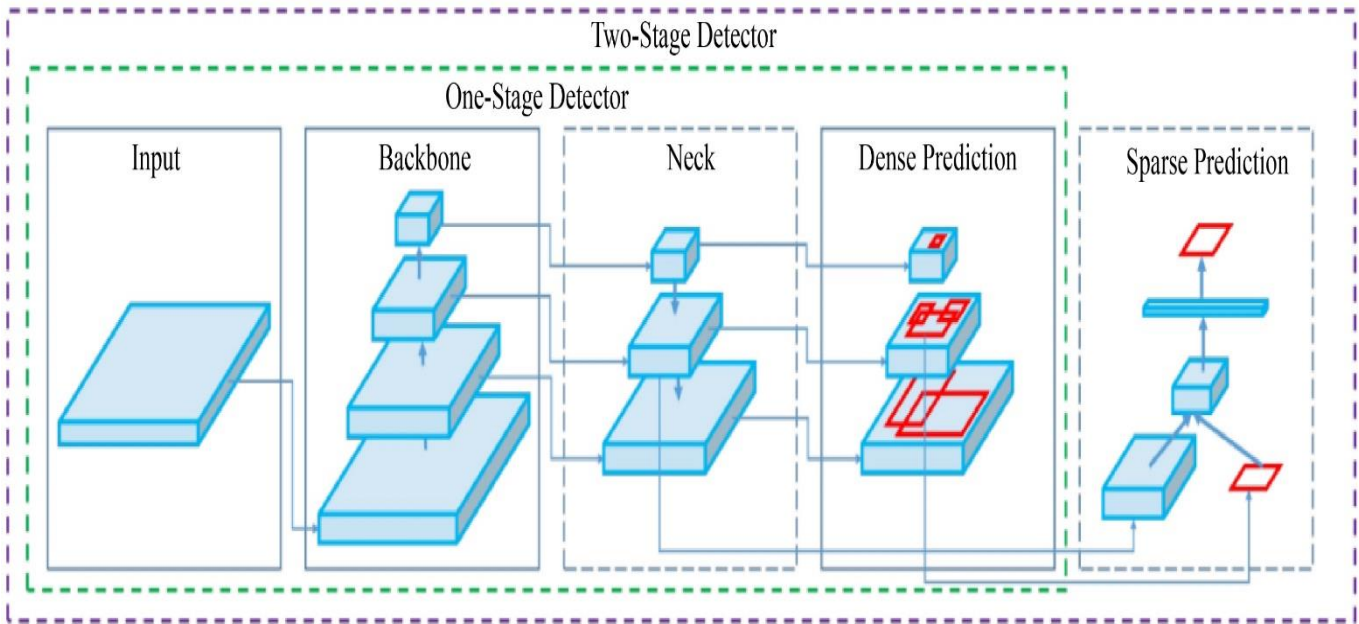 Two-Stage Detector
One-Stage Detector
Input
Backbone
Neck
Dense Prediction
Sparse Prediction